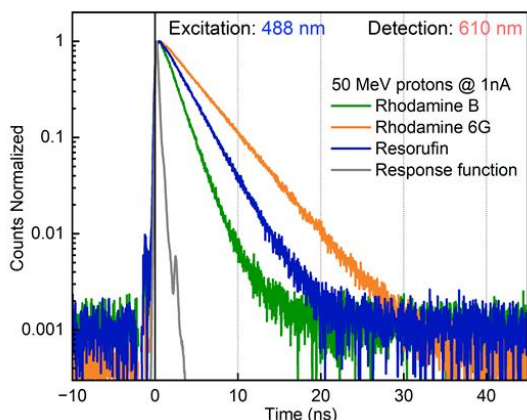 Excitation: 488 nm Detection: 610 nm
1
50 MeV protons @ 1nA
Rhodamine B
0.1
Rhodamine 6G
Resorufin
Response function
Counts Normalized
0.01
0.001
−10 0 10 20 30 40
Time (ns)